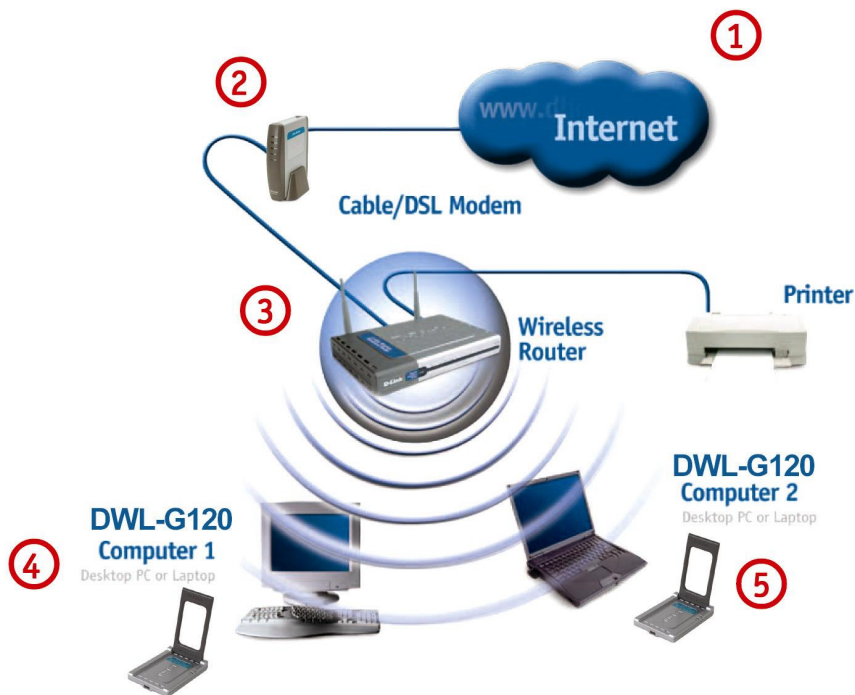 1
2
www.d
Internet
Cable/DSL Modem
3
Printer
Wireless
Router
D-Link
DWL-G120
Computer 2
Desktop PC or Laptop
DWL-G120
Computer 1
Desktop PC or Laptop
4
5